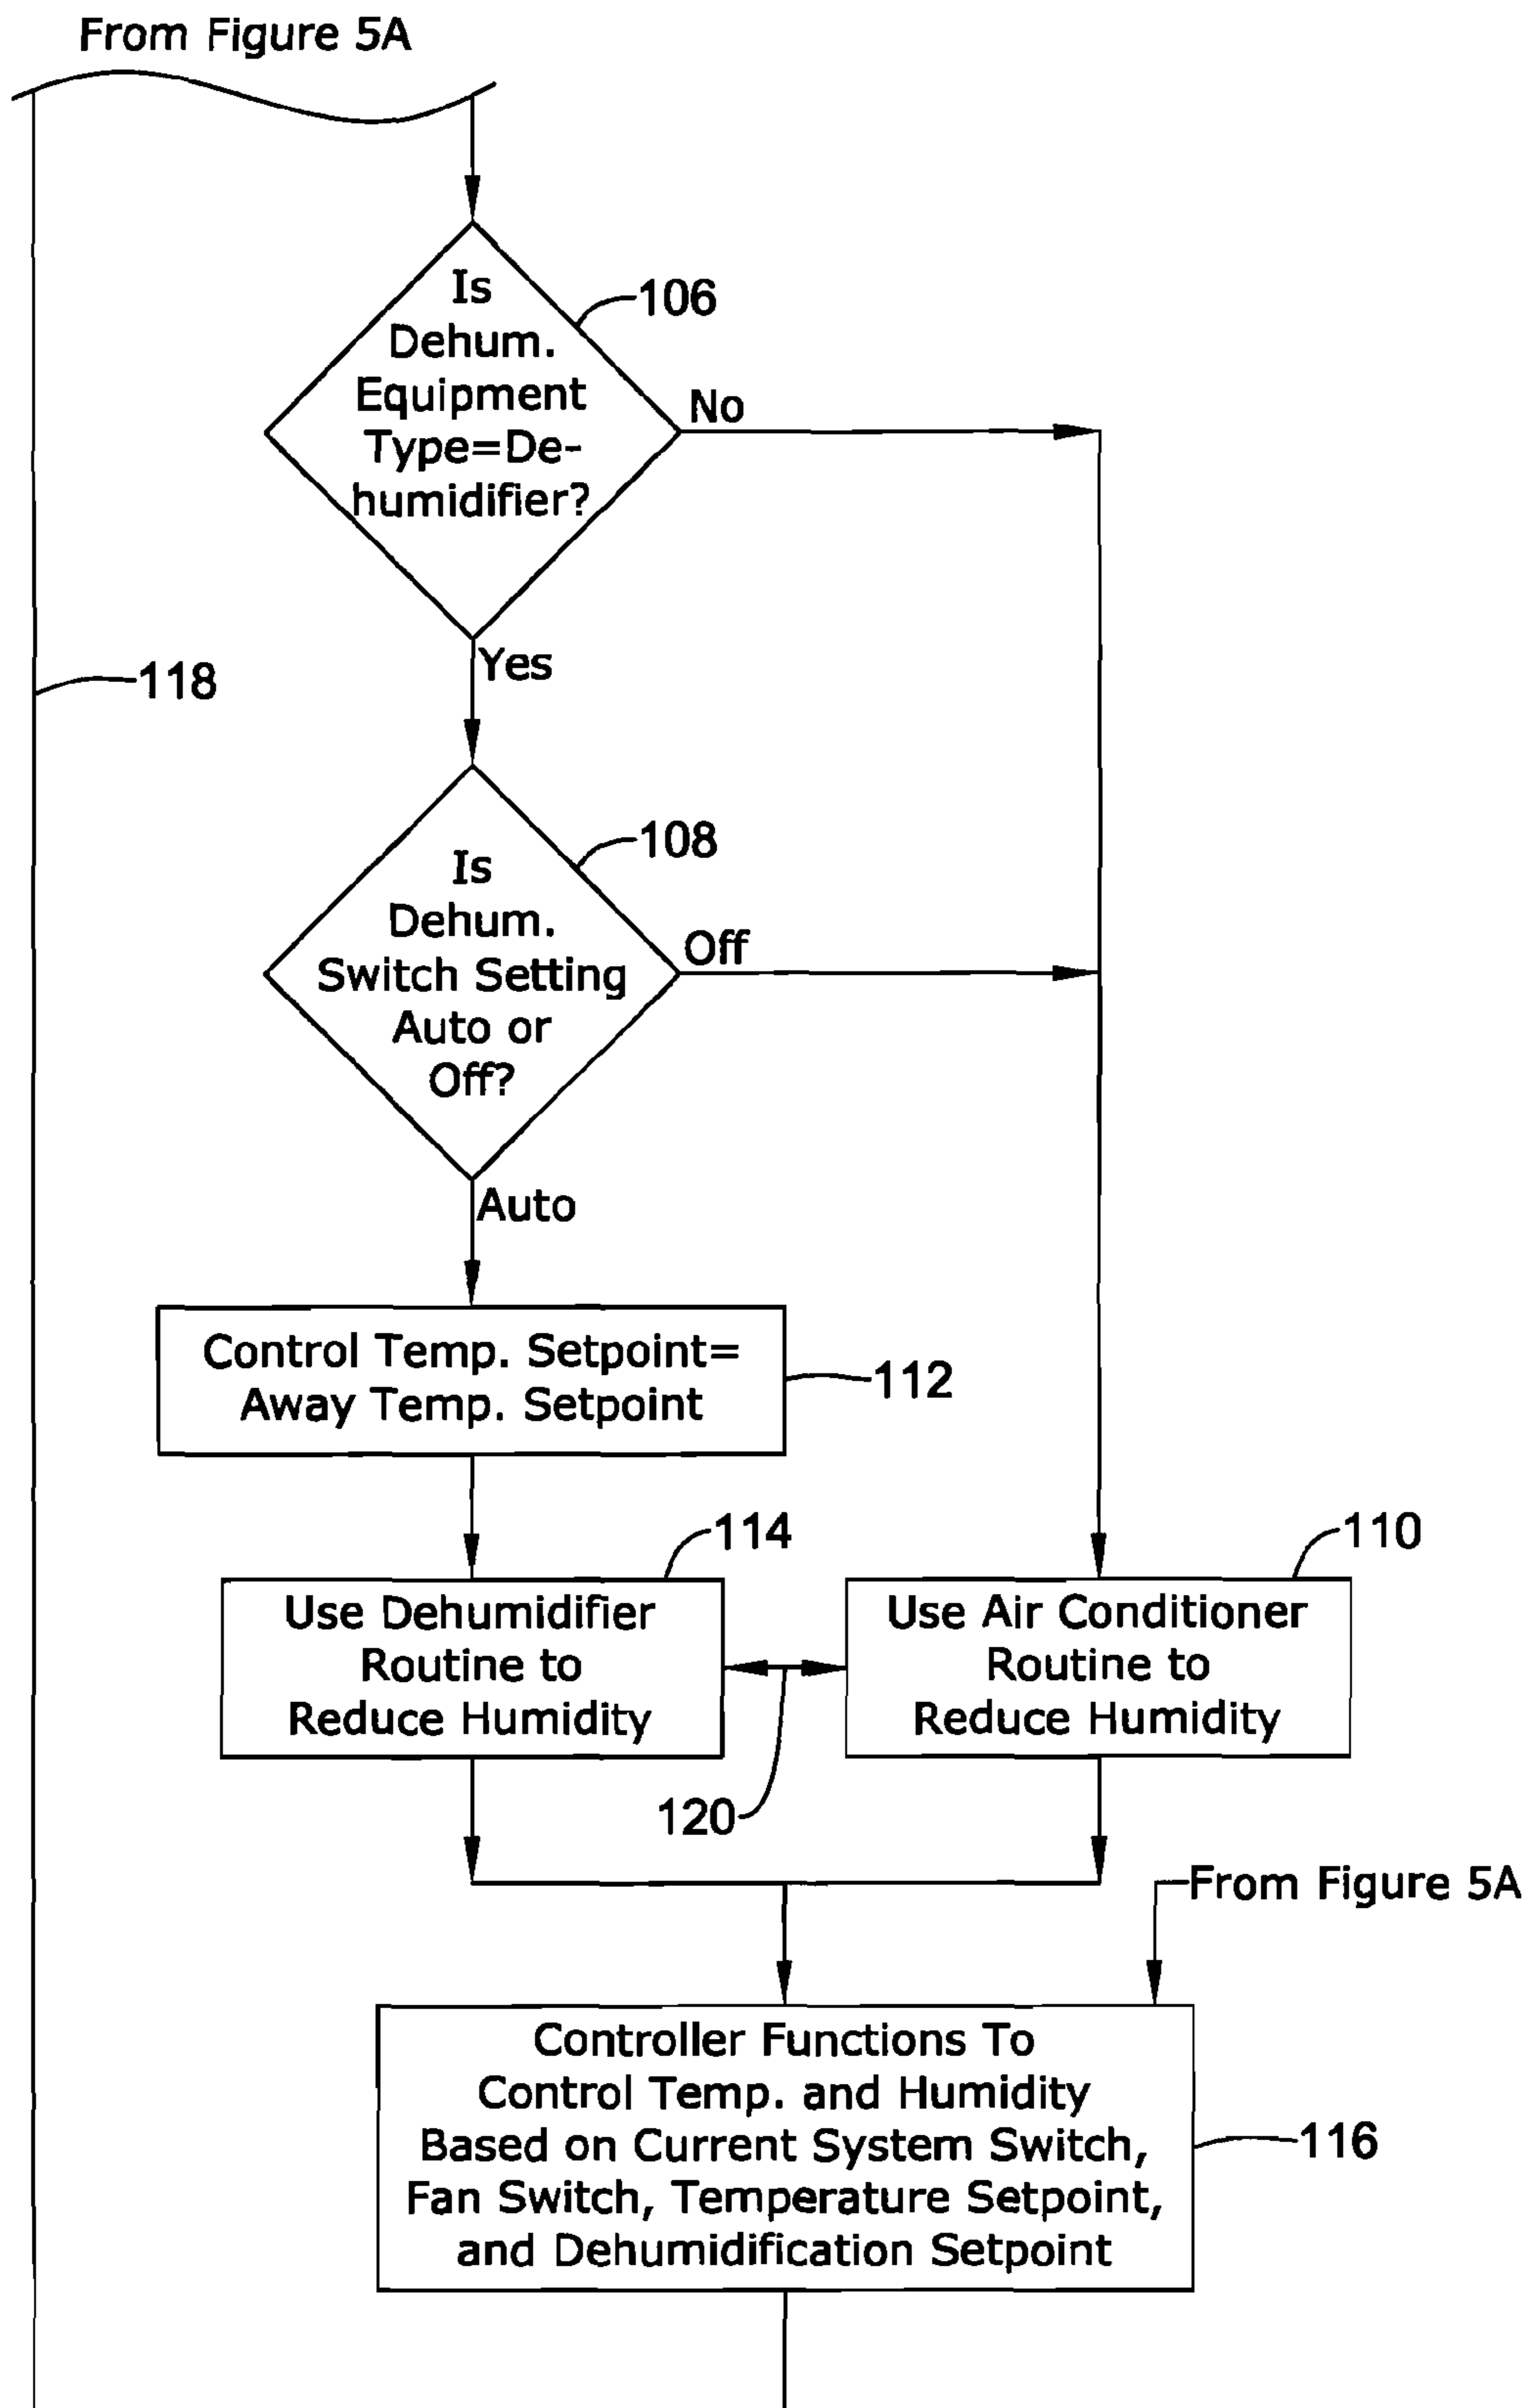 From Figure 5A
Is
Dehum.
Equipment
Type=De-
humidifier?
106
No
Yes
118
Is
Dehum.
Switch Setting
Auto or
Off?
108
Off
Auto
Control Temp. Setpoint=
Away Temp. Setpoint
112
114
110
Use Dehumidifier
Routine to
Reduce Humidity
Use Air Conditioner
Routine to
Reduce Humidity
120
From Figure 5A
Controller Functions To
Control Temp. and Humidity
Based on Current System Switch,
Fan Switch, Temperature Setpoint,
and Dehumidification Setpoint
116